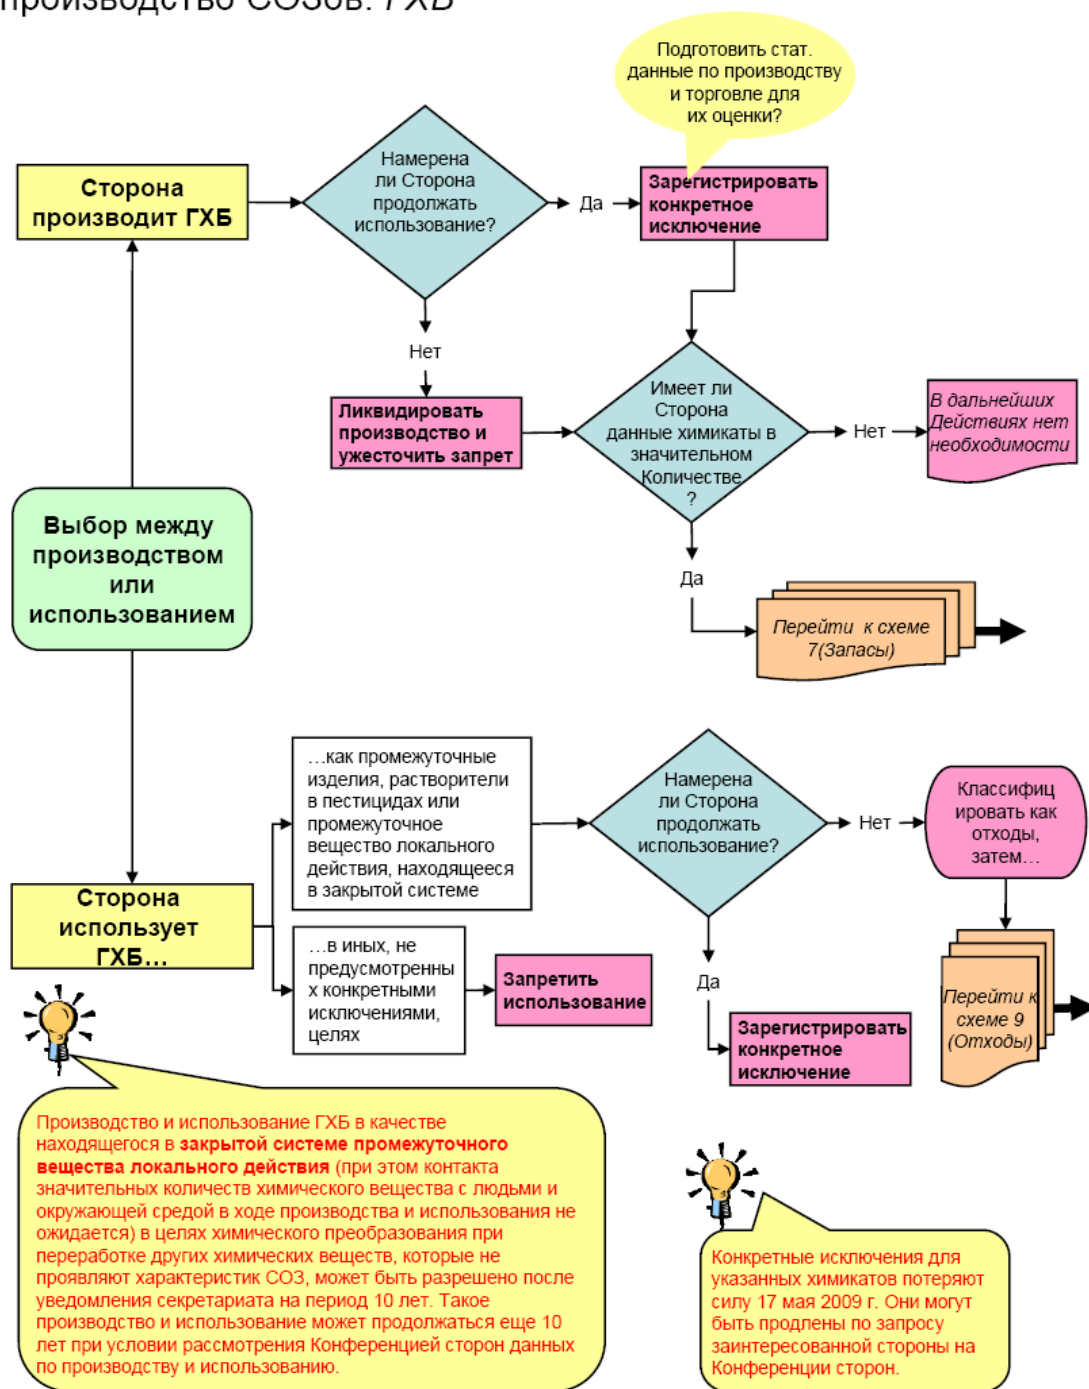 производство СОЗов: ГХБ
Подготовить стат.
данные по производству
и торговле для
их оценки?
Сторона
производит ГХБ
Намерена
ли Сторона
продолжать
использование?
Да
Зарегистрировать
конкретное
исключение
Нет
Ликвидировать
производство и
ужесточить запрет
Имеет ли
Сторона
данные химикаты в
значительном
Количестве
?
Нет
В дальнейших
Действиях нет
необходимости
Выбор между
производством
или
использованием
Да
Перейти к схеме
7(Запасы)
…как промежуточные
изделия, растворители
в пестицидах или
промежуточное
вещество локального
действия, находящееся
в закрытой системе
Намерена
ли Сторона
продолжать
использование?
Нет
Классифиц
ировать как
отходы,
затем…
Сторона
использует
ГХБ…
…в иных, не
предусмотренны
х конкретными
исключениями,
целях
Запретить
использование
Да
Зарегистрировать
конкретное
исключение
Перейти к
схеме 9
(Отходы)
Производство и использование ГХБ в качестве
находящегося в закрытой системе промежуточного
вещества локального действия (при этом контакта
значительных количеств химического вещества с людьми и
окружающей средой в ходе производства и использования не
ожидается) в целях химического преобразования при
переработке других химических веществ, которые не
проявляют характеристик СОЗ, может быть разрешено после
уведомления секретариата на период 10 лет. Такое
производство и использование может продолжаться еще 10
лет при условии рассмотрения Конференцией сторон данных
по производству и использованию.
Конкретные исключения для
указанных химикатов потеряют
силу 17 мая 2009 г. Они могут
быть продлены по запросу
заинтересованной стороны на
Конференции сторон.